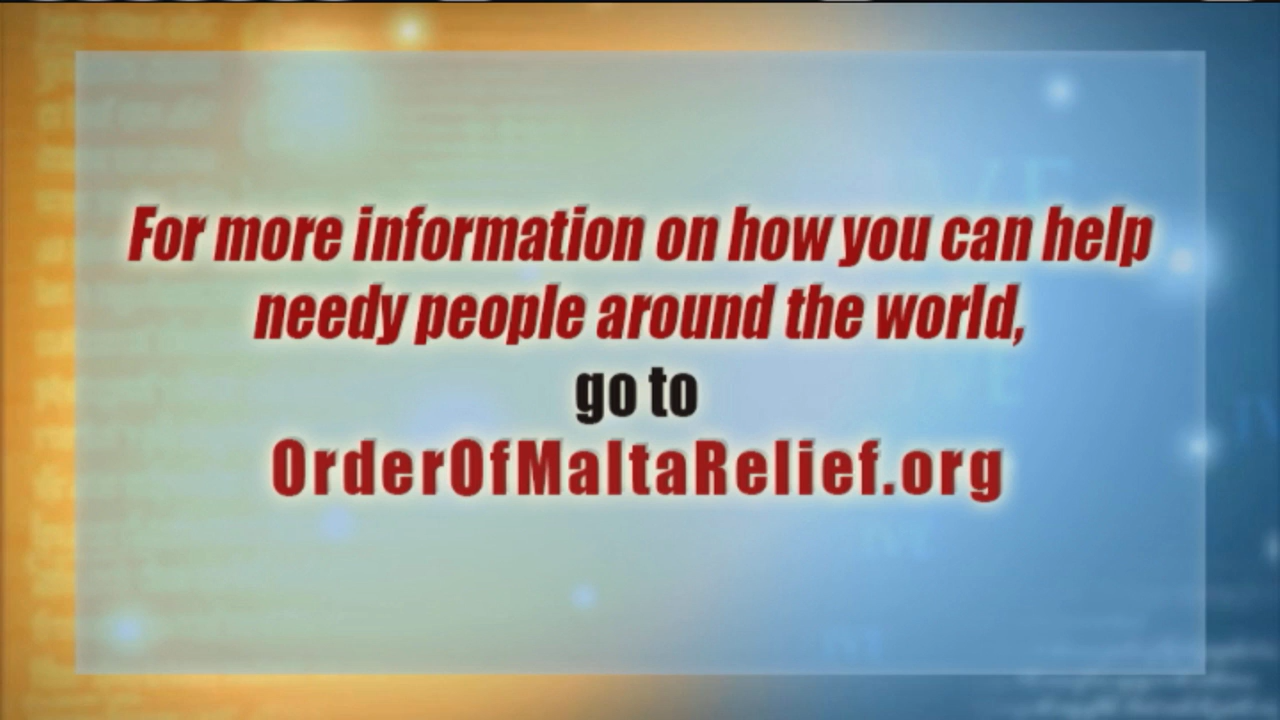 For more information on how you can help
needy people around the world,
go to
OrderOfMaltaRelief.org